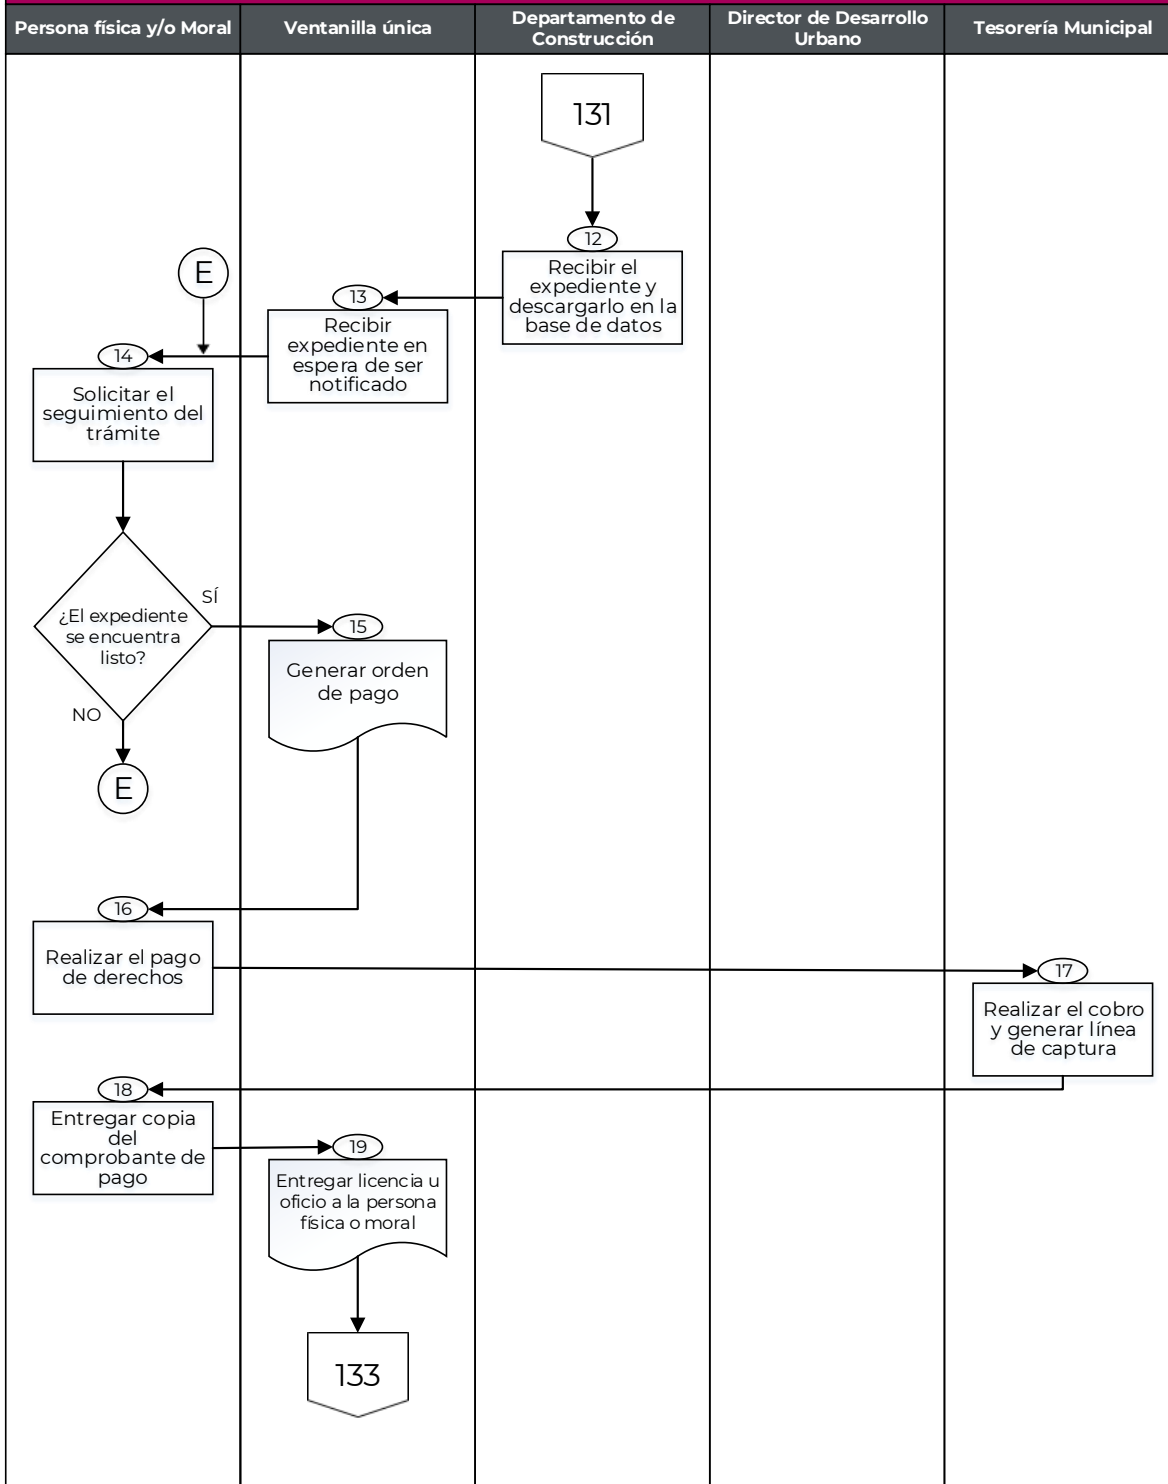 Persona física y/o Moral
Ventanilla única
Departamento de
Construcción
Director de Desarrollo
Urbano
Tesorería Municipal
131
12
Recibir el
expediente y
descargarlo en la
base de datos
E
13
Recibir
expediente en
espera de ser
notificado
14
Solicitar el
seguimiento del
trámite
¿El expediente
se encuentra
listo?
SÍ
NO
15
Generar orden
de pago
E
16
Realizar el pago
de derechos
17
Realizar el cobro
y generar línea
de captura
18
Entregar copia
del
comprobante de
pago
19
Entregar licencia u
oficio a la persona
física o moral
133